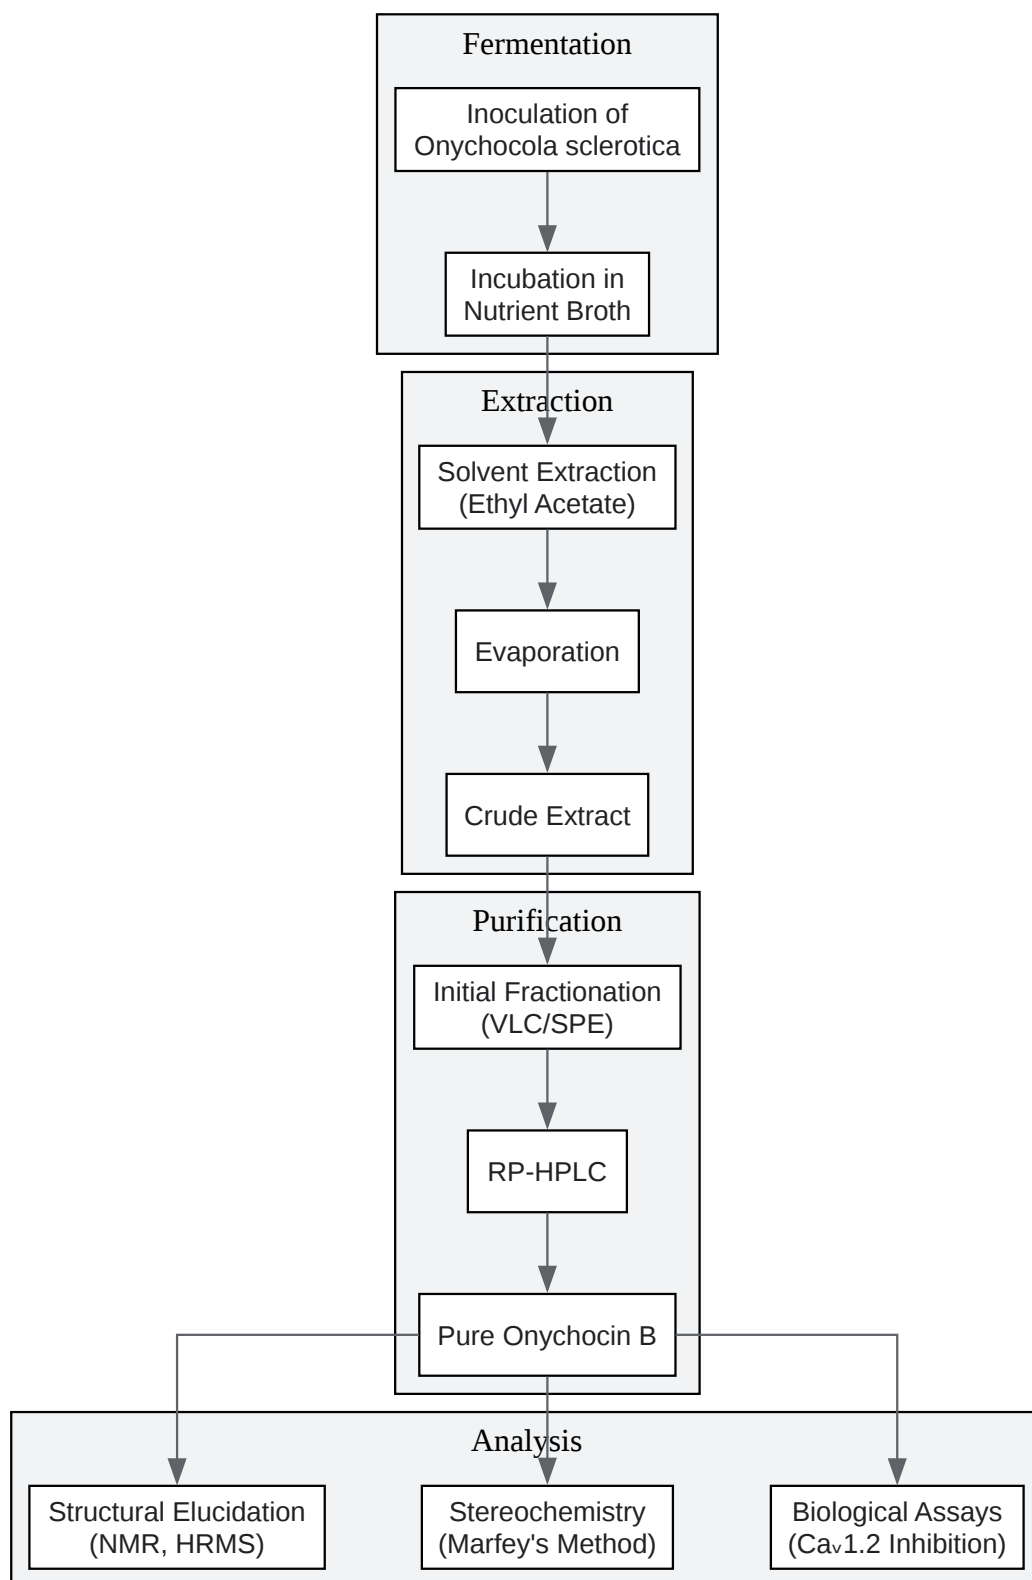 Fermentation
Inoculation of
Onychocola sclerotica
Incubation in
Nutrient Broth
Extraction
Solvent Extraction
(Ethyl Acetate)
Evaporation
Crude Extract
Purification
Initial Fractionation
(VLC/SPE)
RP-HPLC
Pure Onychocin B
Analysis
Structural Elucidation
(NMR, HRMS)
Stereochemistry
(Marfey's Method)
Biological Assays
(Caᵥ1.2 Inhibition)